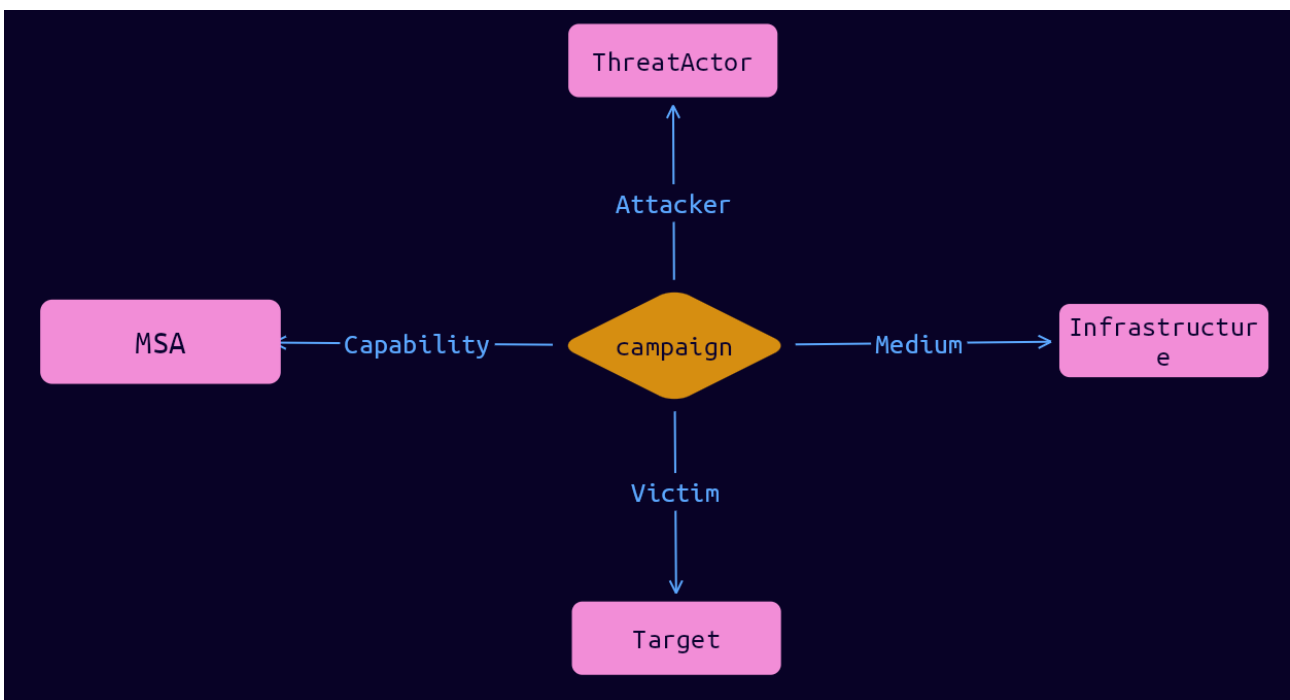 ThreatActor
Attacker
MSA
Capability
campaign
Medium
Infrastructur
e
Victim
Target